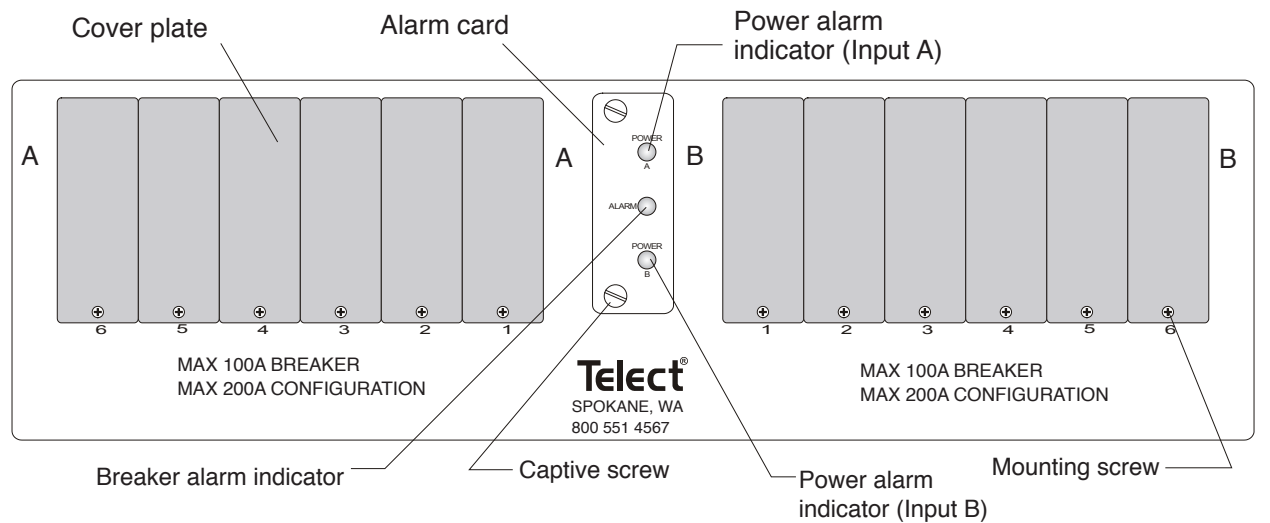 Cover plate
Alarm card
Power alarm
indicator (Input A)
A
A
POWER
A
ALARM
POWER
B
B
B
6 5 4 3 2 1
1 2 3 4 5 6
MAX 100A BREAKER
MAX 200A CONFIGURATION
Telect®
SPOKANE, WA
800 551 4567
MAX 100A BREAKER
MAX 200A CONFIGURATION
Breaker alarm indicator
Captive screw
Power alarm
indicator (Input B)
Mounting screw